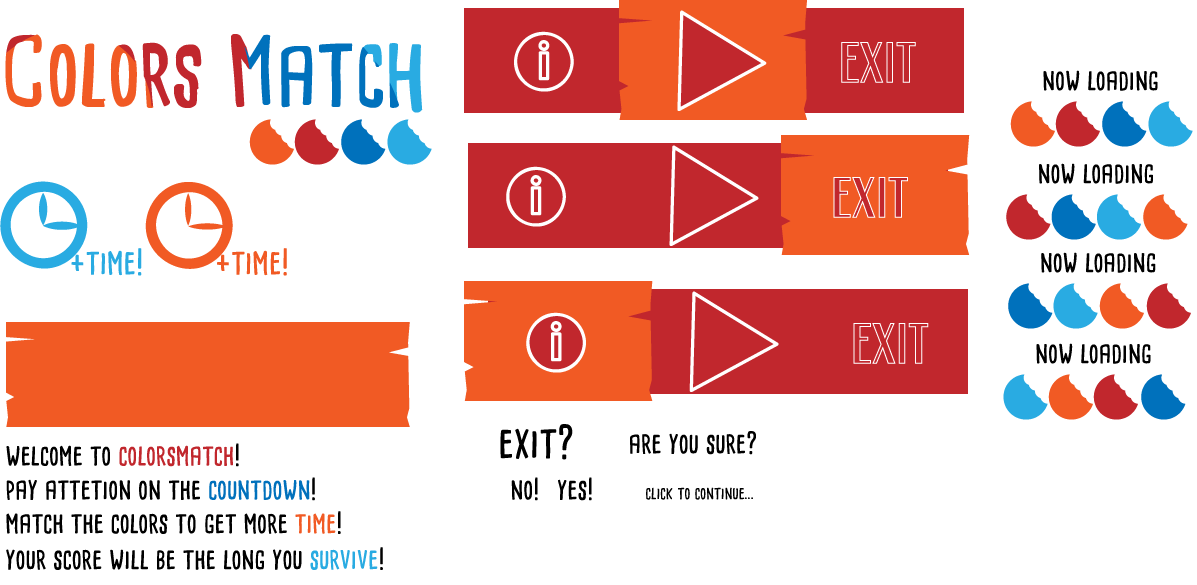 COLORS MATCH
+TIME!
+TIME!
WELCOME TO COLORSMATCH!
PAY ATTETION ON THE COUNTDOWN!
MATCH THE COLORS TO GET MORE TIME!
YOUR SCORE WILL BE THE LONG YOU SURVIVE!
i
EXIT
i
EXIT
i
EXIT
EXIT?
ARE YOU SURE?
NO! YES!
CLICK TO CONTINUE...
NOW LOADING
NOW LOADING
NOW LOADING
NOW LOADING